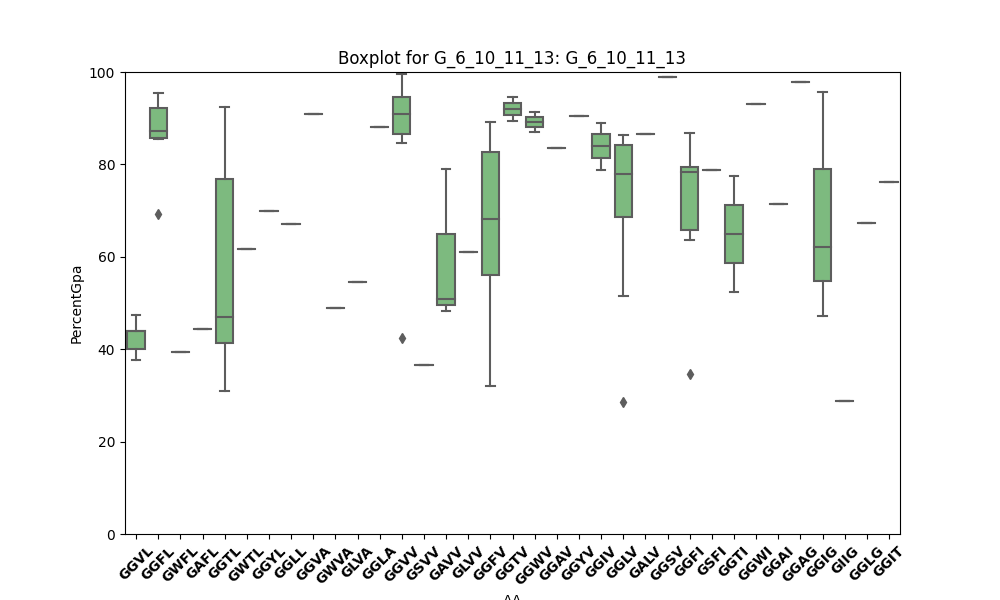 Boxplot for G_6_10_11_13: G_6_10_11_13
PercentGpa
100
80
60
40
20
0
GGVL GGFL GWFL GAFL GGTL GWTL GGYL GGLL GGVA GWVA GLVA GGLA GGVV GSVV GAVV GLVV GGFV GGTV GGWV GGAV GGYV GGIV GGLV GALV GGSV GGFI GSFI GGTI GGWI GGAI GGAG GGIG GIIG GGLG GGIT
AA